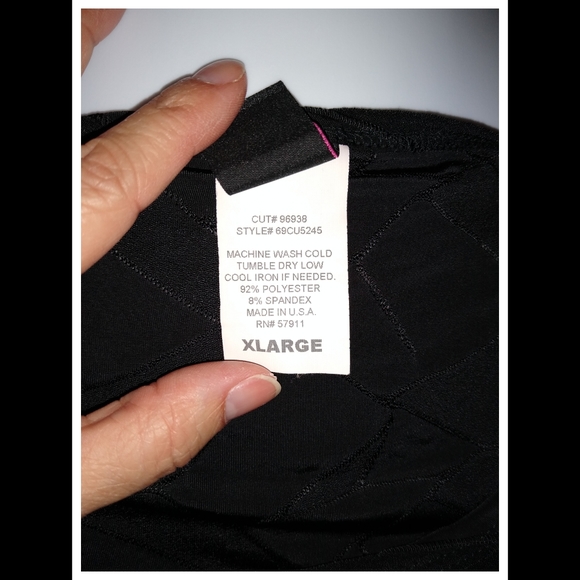 CUT# 96938
STYLE# 69CU5245
MACHINE WASH COLD
TUMBLE DRY LOW
COOL IRON IF NEEDED.
92% POLYESTER
8% SPANDEX
MADE IN U.S.A.
RN# 57911
XLARGE